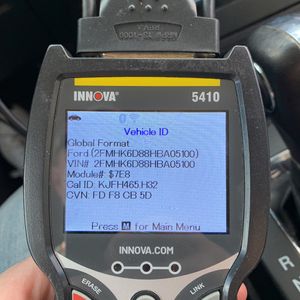 INNOVA® 5410
Vehicle ID
Global Format
Ford (2FMHK6D88HBA05100)
VIN# 2FMHK6D88HBA05100
Module#: $7E8
Cal ID: KJFH465.H32
CVN: FD F8 CB 5D
Press M for Main Menu
INNOVA.COM
ERASE
LINK
R